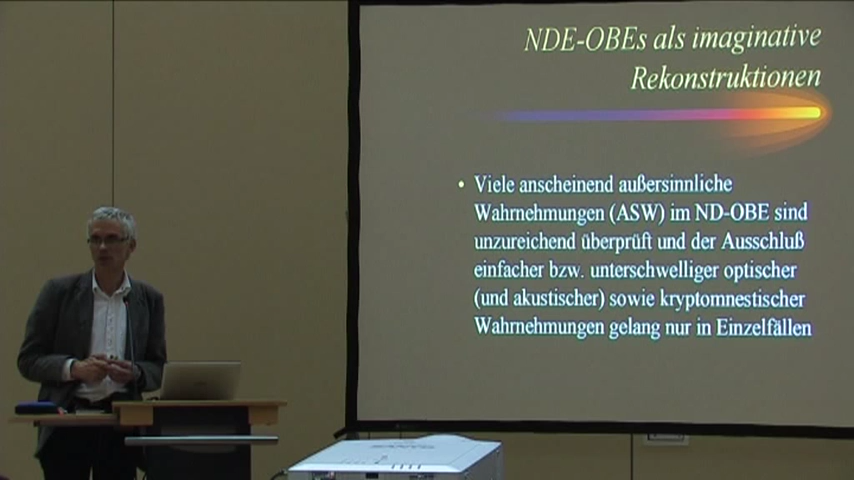 NDE-OBEs als imaginative
Rekonstruktionen
• Viele anscheinend außersinnliche
Wahrnehmungen (ASW) im ND-OBE sind
unzureichend überprüft und der Ausschluß
einfacher bzw. unterschwelliger optischer
(und akustischer) sowie kryptomnestischer
Wahrnehmungen gelang nur in Einzelfällen